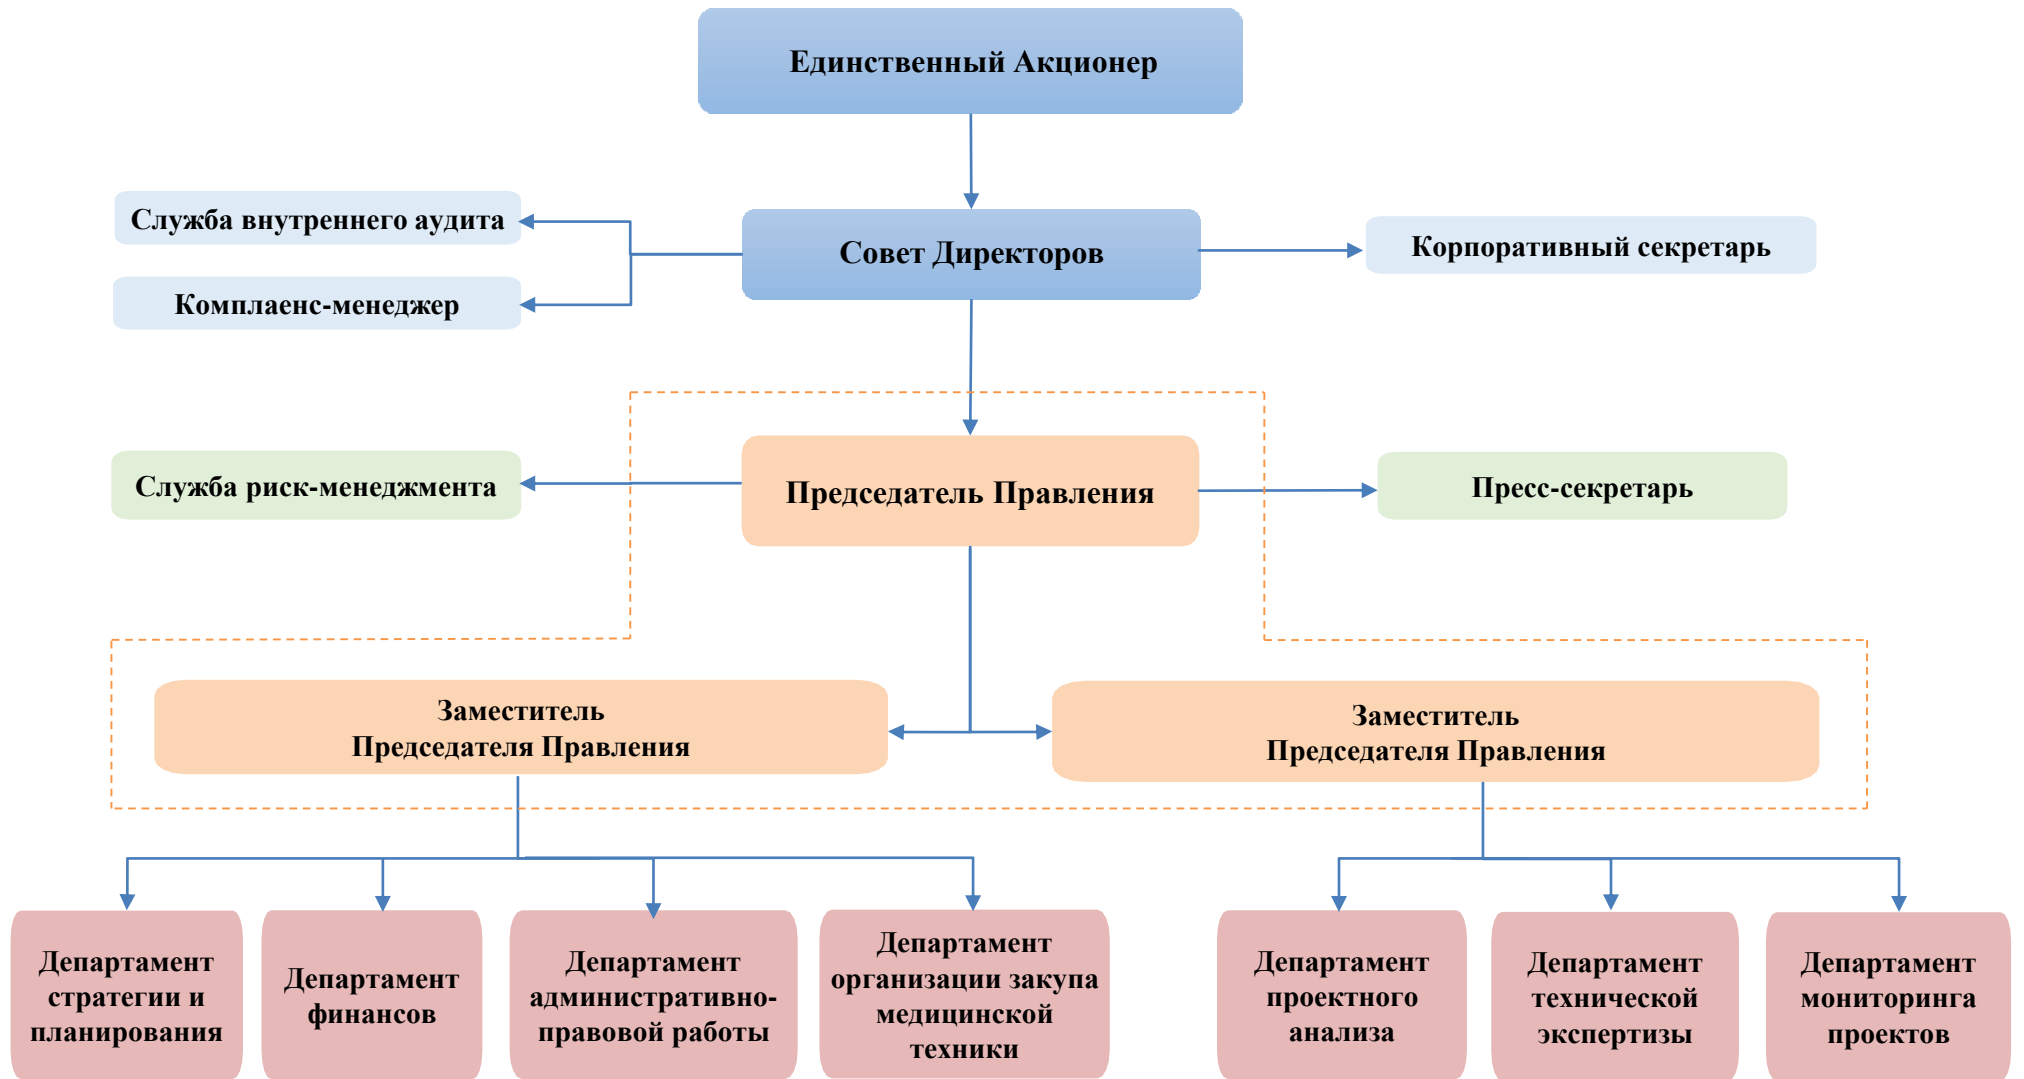 Единственный Акционер
Служба внутреннего аудита
Совет Директоров
Корпоративный секретарь
Комплаенс-менеджер
Служба риск-менеджмента
Председатель Правления
Пресс-секретарь
Заместитель
Председателя Правления
Заместитель
Председателя Правления
Департамент
стратегии и
планирования
Департамент
финансов
Департамент
административно-
правовой работы
Департамент
организации закупа
медицинской
техники
Департамент
проектного
анализа
Департамент
технической
экспертизы
Департамент
мониторинга
проектов